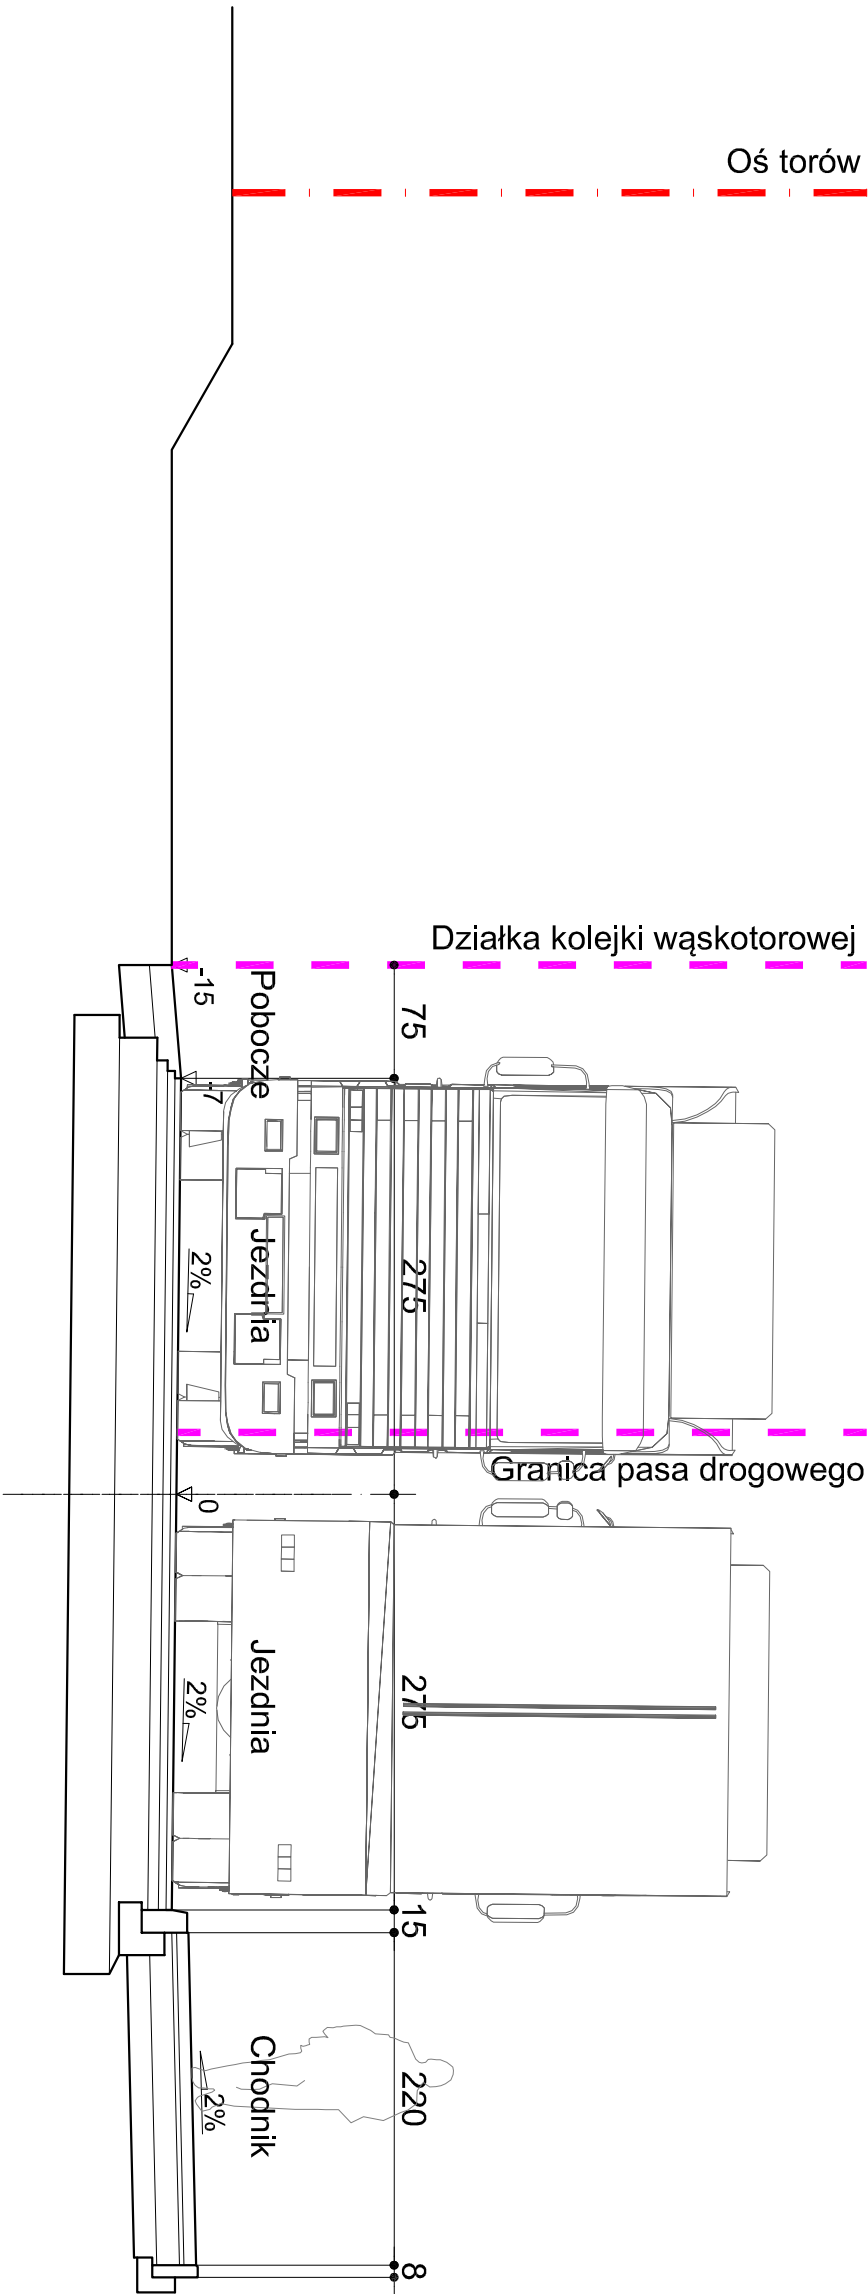 Oś torów
Działka kolejki wąskotorowej
-15
Pobocze
75
-7
2%
Jezdnia
275
Granica pasa drogowego
0
2%
Jezdnia
275
15
2%
Chodnik
220
8